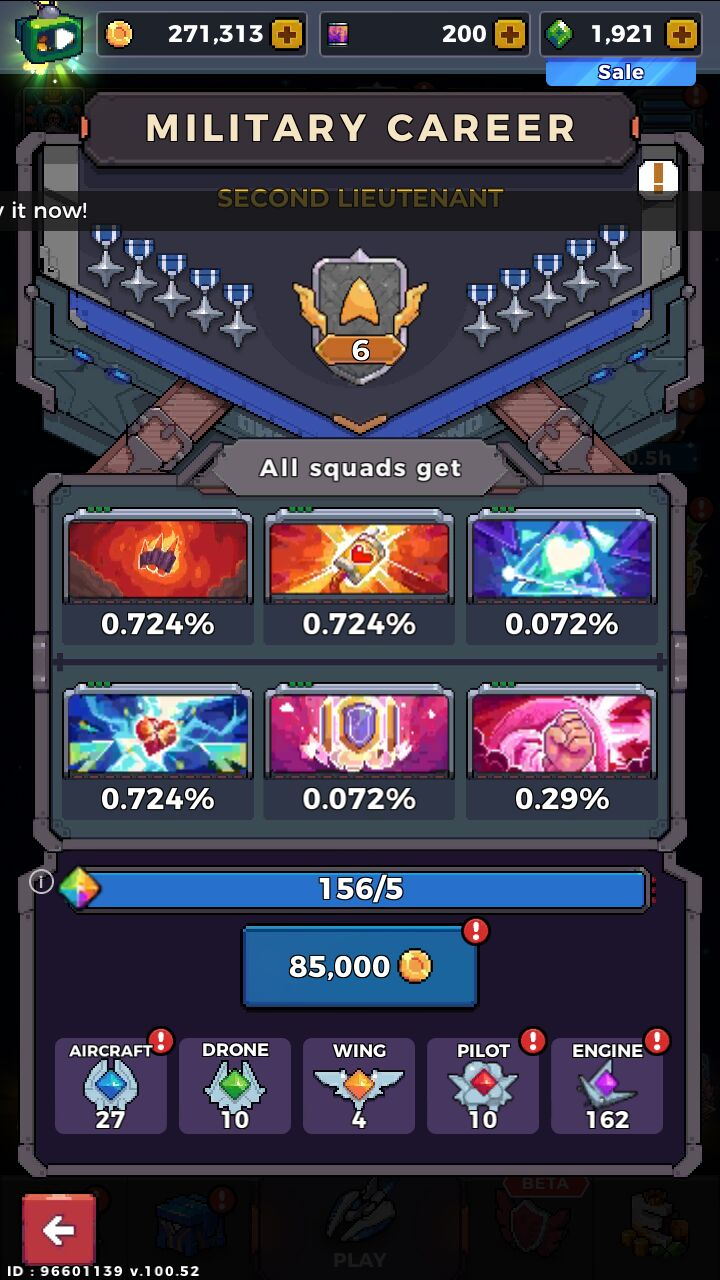 271,313
200
1,921
Sale
MILITARY CAREER
SECOND LIEUTENANT
y it now!
6
0.5h
All squads get
0.724%
0.724%
0.072%
0.724%
0.072%
0.29%
156/5
85,000
AIRCRAFT
DRONE
WING
PILOT
ENGINE
27
10
4
10
162
BETA
PLAY
ID : 96601139 v.100.52